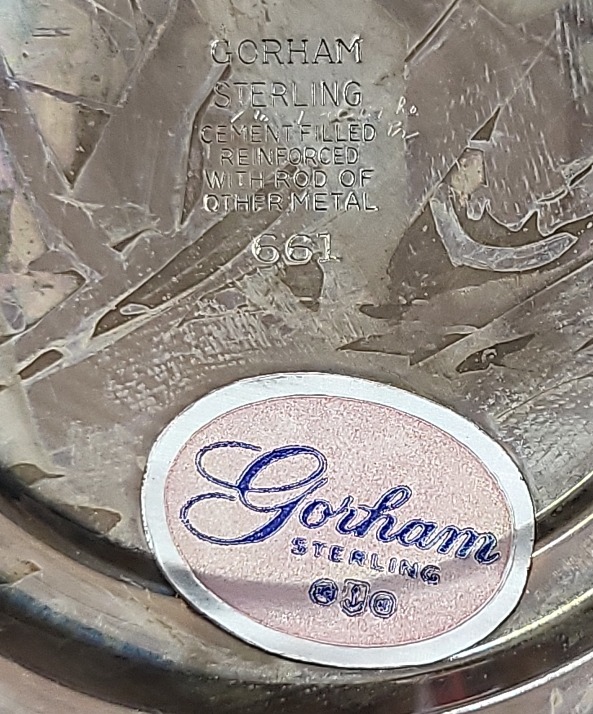 GORHAM
STERLING
CEMENT FILLED
REINFORCED
WITH ROD OF
OTHER METAL
661
Gorham
STERLING